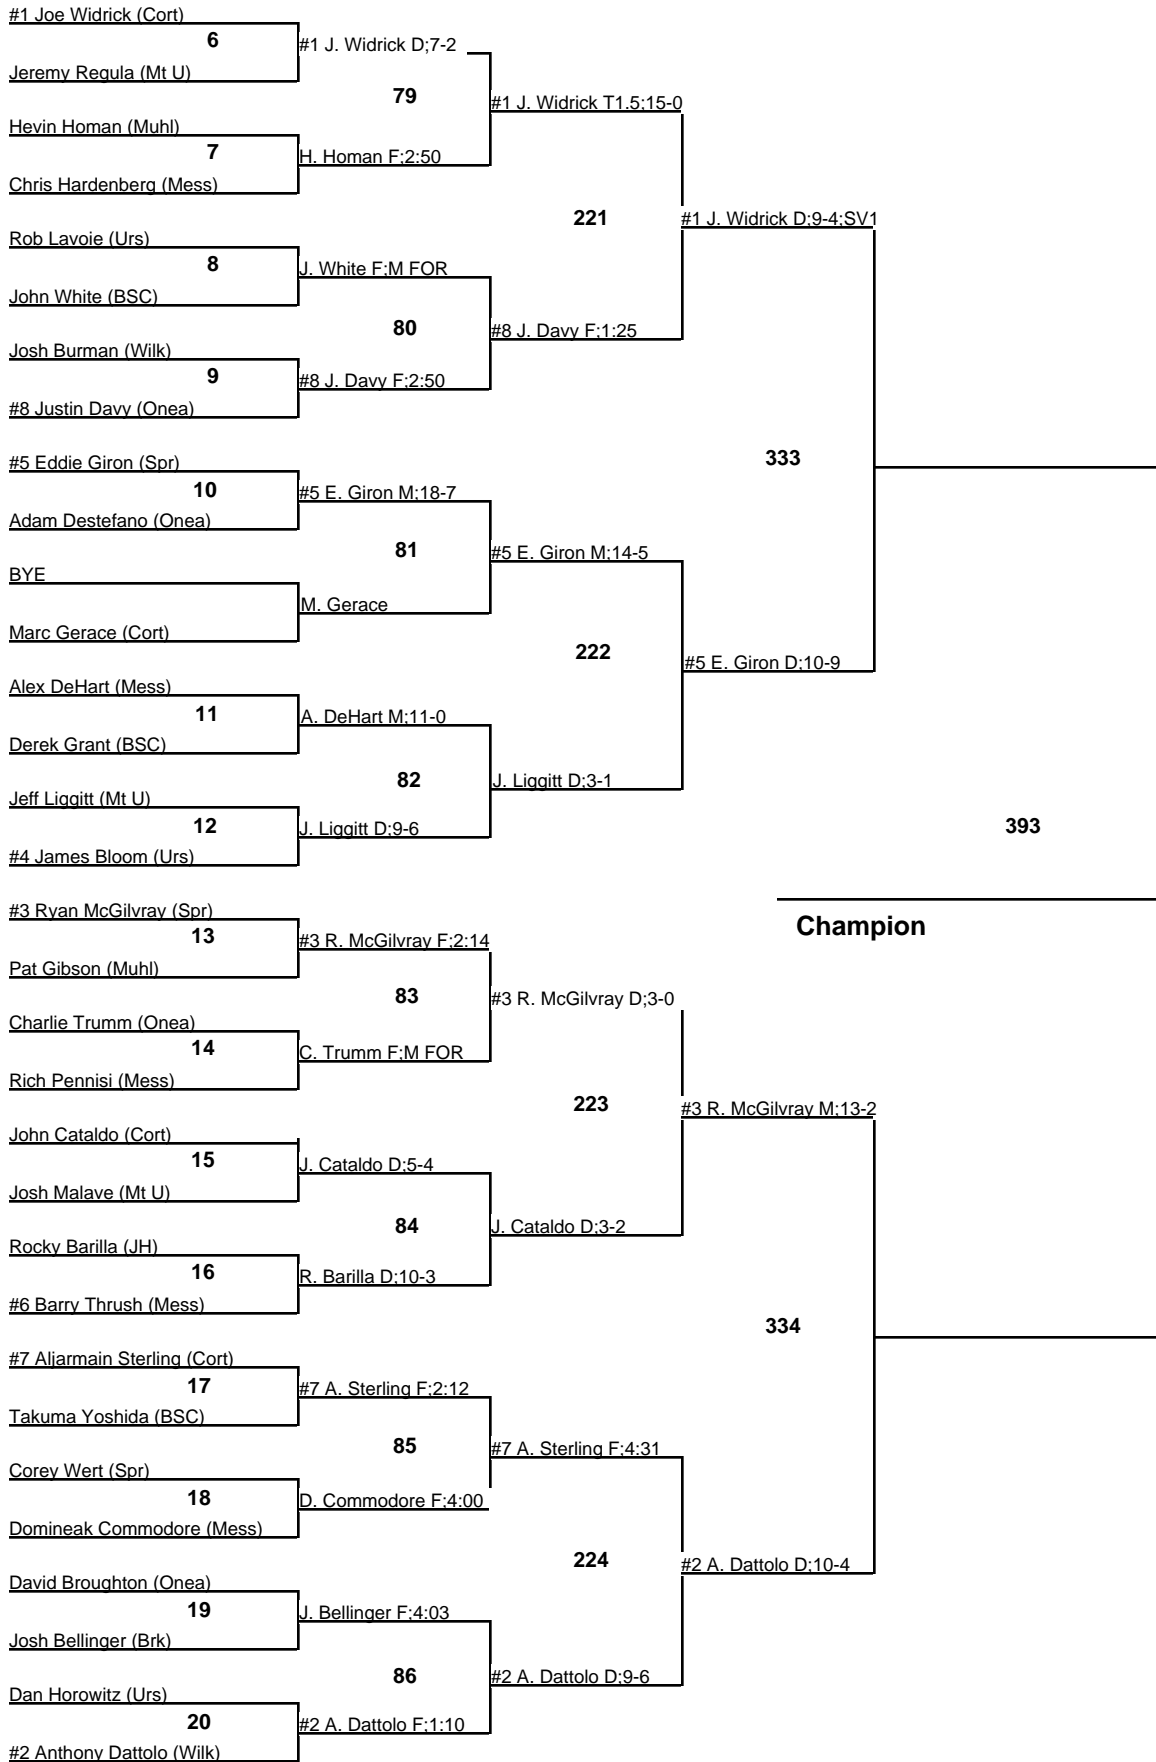 #1 Joe Widrick (Cort)
6
#1 J. Widrick D;7-2
Jeremy Regula (Mt U)
79
#1 J. Widrick T1.5;15-0
Hevin Homan (Muhl)
7
H. Homan F;2:50
Chris Hardenberg (Mess)
221
#1 J. Widrick D;9-4;SV1
Rob Lavoie (Urs)
8
J. White F;M FOR
John White (BSC)
80
#8 J. Davy F;1:25
Josh Burman (Wilk)
9
#8 J. Davy F;2:50
#8 Justin Davy (Onea)
333
#5 Eddie Giron (Spr)
10
#5 E. Giron M;18-7
Adam Destefano (Onea)
81
#5 E. Giron M;14-5
BYE
M. Gerace
Marc Gerace (Cort)
222
#5 E. Giron D;10-9
Alex DeHart (Mess)
11
A. DeHart M;11-0
Derek Grant (BSC)
82
J. Liggitt D;3-1
Jeff Liggitt (Mt U)
12
J. Liggitt D;9-6
393
#4 James Bloom (Urs)
#3 Ryan McGilvray (Spr)
Champion
13
#3 R. McGilvray F;2:14
Pat Gibson (Muhl)
83
#3 R. McGilvray D;3-0
Charlie Trumm (Onea)
14
C. Trumm F;M FOR
Rich Pennisi (Mess)
223
#3 R. McGilvray M;13-2
John Cataldo (Cort)
15
J. Cataldo D;5-4
Josh Malave (Mt U)
84
J. Cataldo D;3-2
Rocky Barilla (JH)
16
R. Barilla D;10-3
#6 Barry Thrush (Mess)
334
#7 Aljarmain Sterling (Cort)
17
#7 A. Sterling F;2:12
Takuma Yoshida (BSC)
85
#7 A. Sterling F;4:31
Corey Wert (Spr)
18
D. Commodore F;4:00
Domineak Commodore (Mess)
224
#2 A. Dattolo D;10-4
David Broughton (Onea)
19
J. Bellinger F;4:03
Josh Bellinger (Brk)
86
#2 A. Dattolo D;9-6
Dan Horowitz (Urs)
20
#2 A. Dattolo F;1:10
#2 Anthony Dattolo (Wilk)